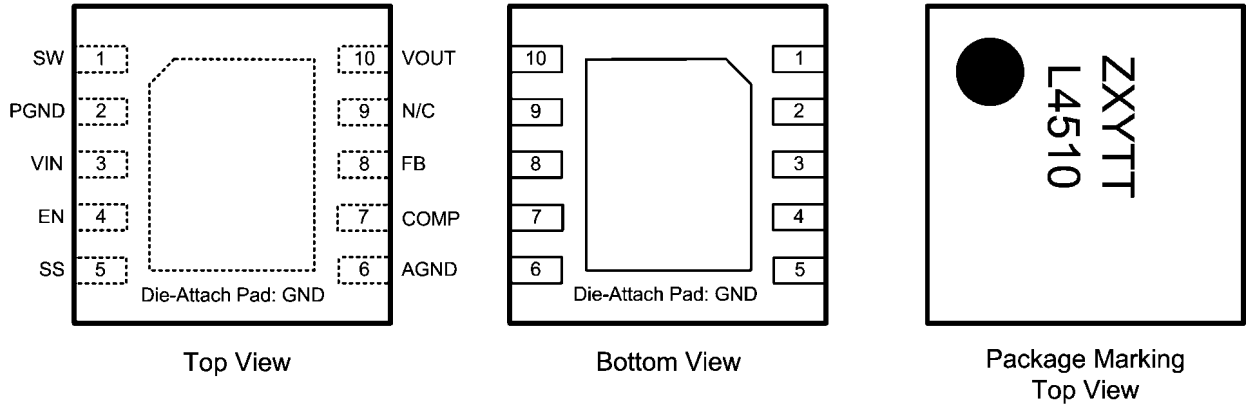 SW 1 10 VOUT
PGND 2 9 N/C
VIN 3 8 FB
EN 4 7 COMP
SS 5 6 AGND
Die-Attach Pad: GND
Top View
10 1
9 2
8 3
7 4
6 5
Die-Attach Pad: GND
Bottom View
ZXYTT
L4510
Package Marking
Top View